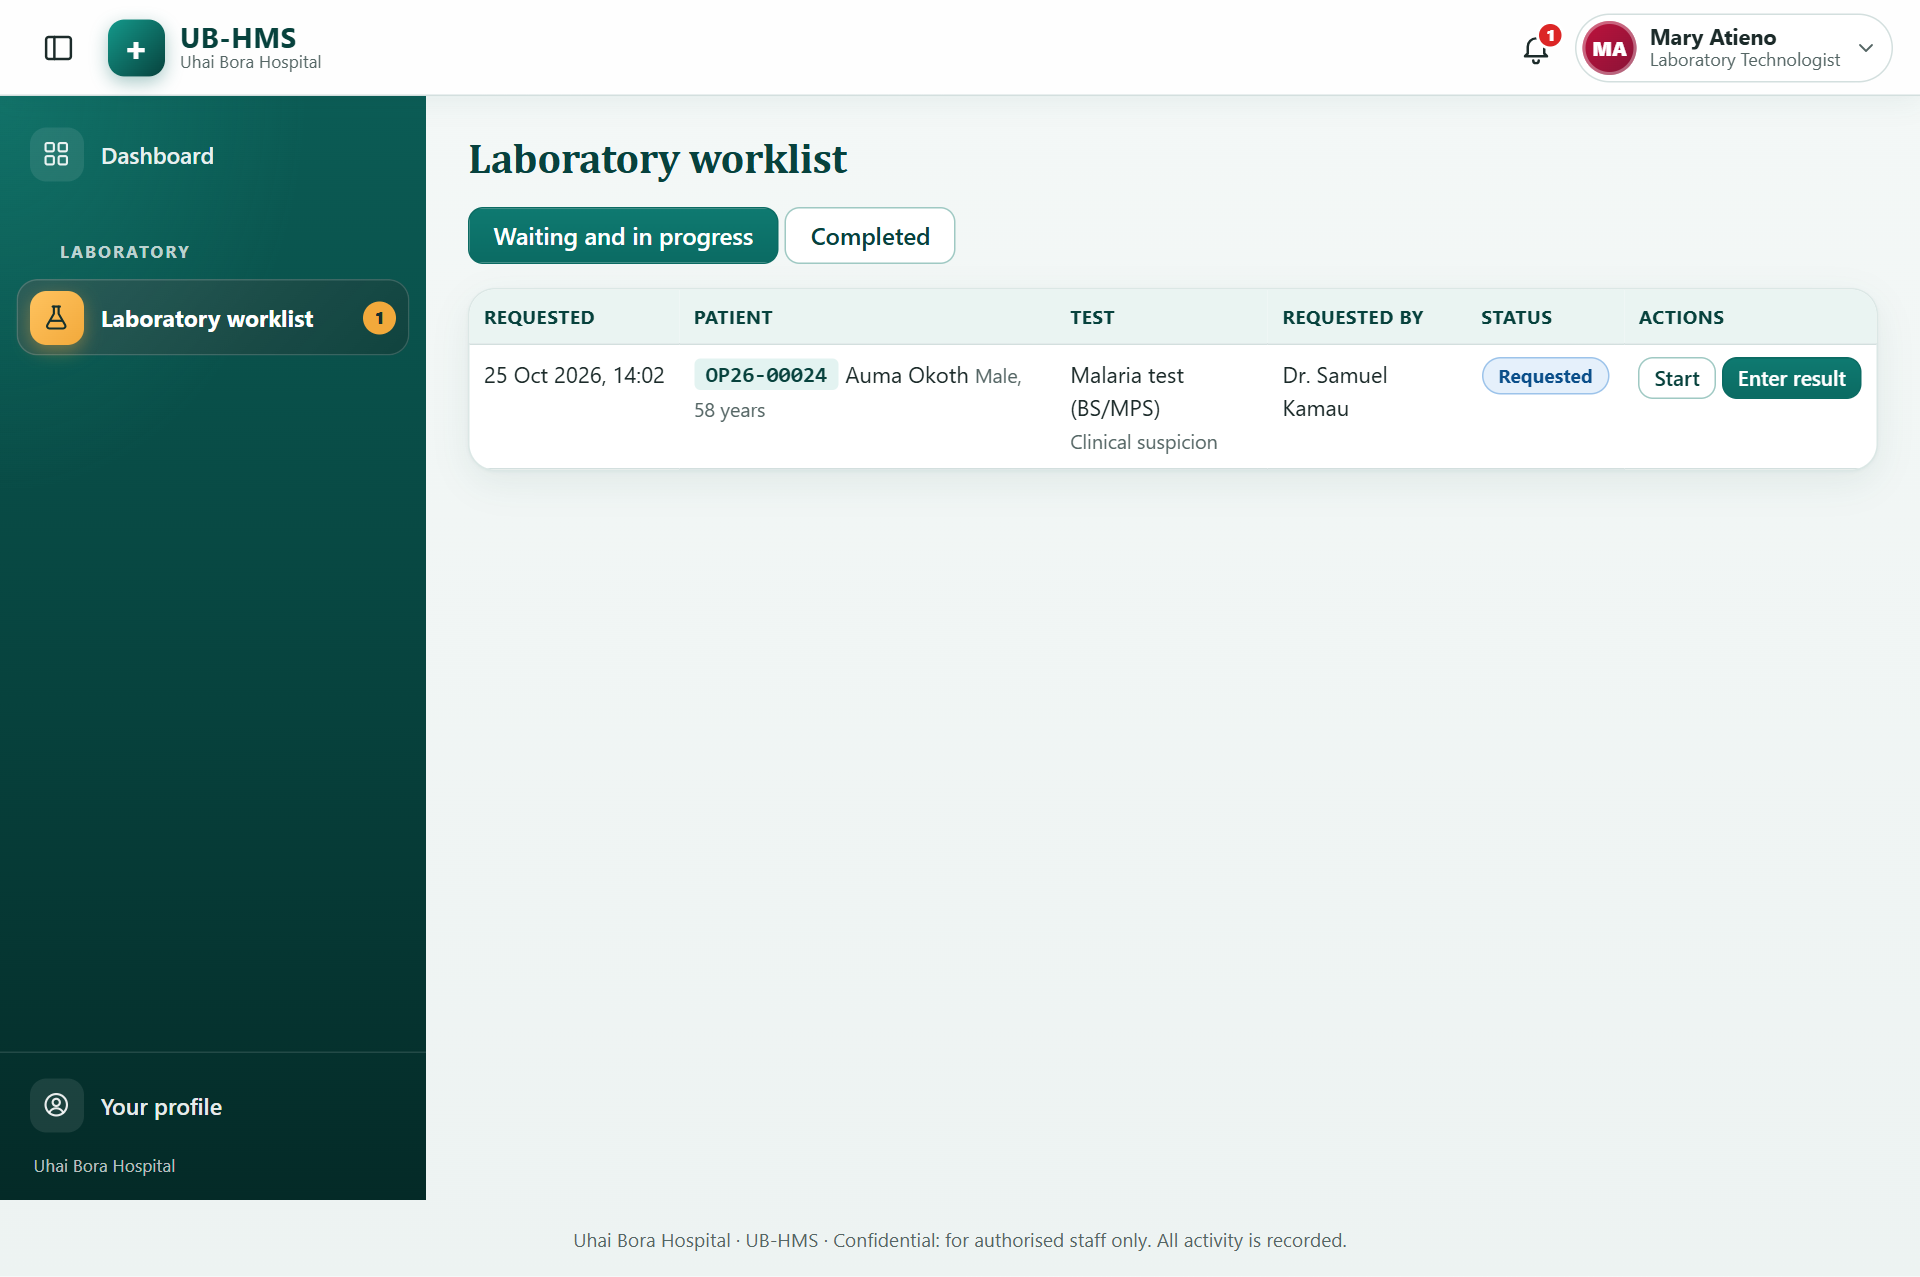 UB-HMS
Uhai Bora Hospital
1
MA
Mary Atieno
Laboratory Technologist
Dashboard
LABORATORY
Laboratory worklist
1
Your profile
Uhai Bora Hospital
Laboratory worklist
Waiting and in progress
Completed
REQUESTED PATIENT TEST REQUESTED BY STATUS ACTIONS
25 Oct 2026, 14:02
OP26-00024 Auma Okoth Male,
58 years
Malaria test
(BS/MPS)
Clinical suspicion
Dr. Samuel
Kamau
Requested
Start
Enter result
Uhai Bora Hospital · UB-HMS · Confidential: for authorised staff only. All activity is recorded.